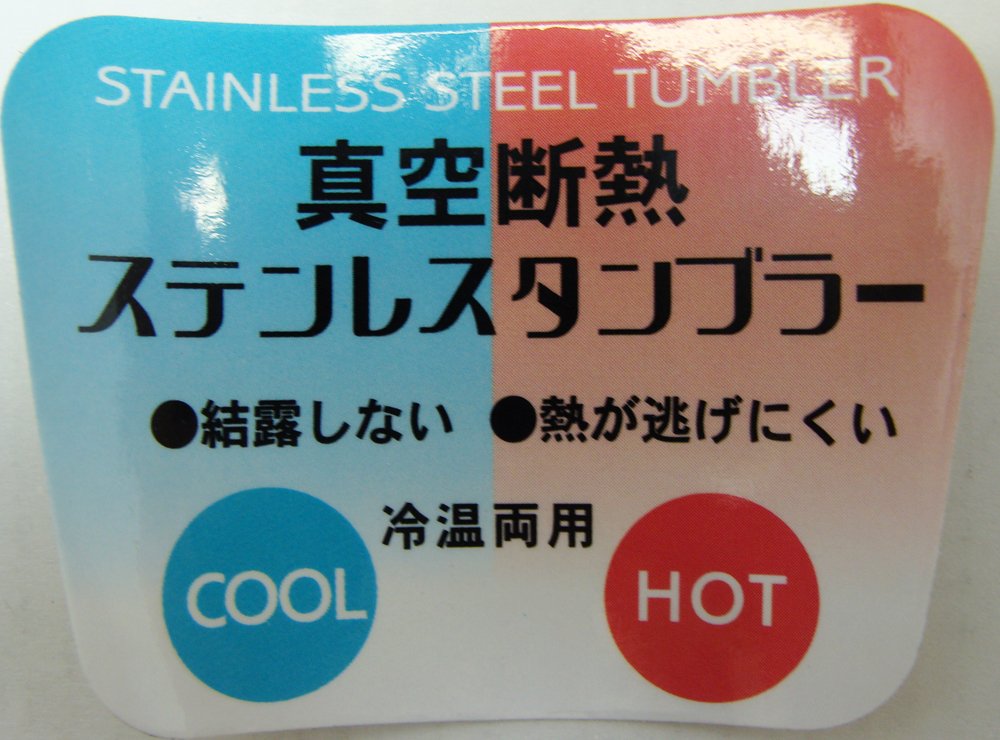 STAINLESS STEEL TUMBLER
真空断熱
ステンレスタンブラー
●結露しない ●熱が逃げにくい
冷温両用
COOL HOT